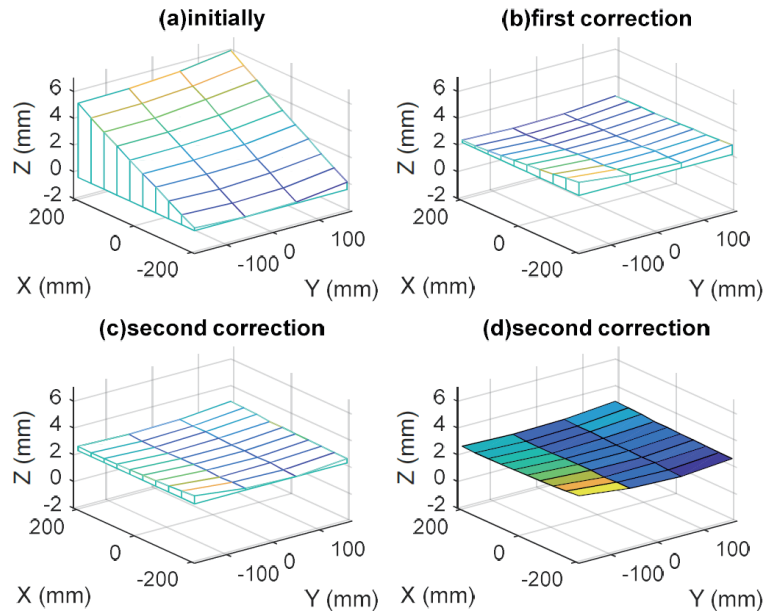 (a)initially
(b)first correction
6
4
2
0
-2
Z (mm)
200
0
-200
X (mm)
-100
0
100
Y (mm)
6
4
2
0
-2
Z (mm)
200
0
-200
X (mm)
-100
0
100
Y (mm)
(c)second correction
(d)second correction
6
4
2
0
-2
Z (mm)
200
0
-200
X (mm)
-100
0
100
Y (mm)
6
4
2
0
-2
Z (mm)
200
0
-200
X (mm)
-100
0
100
Y (mm)